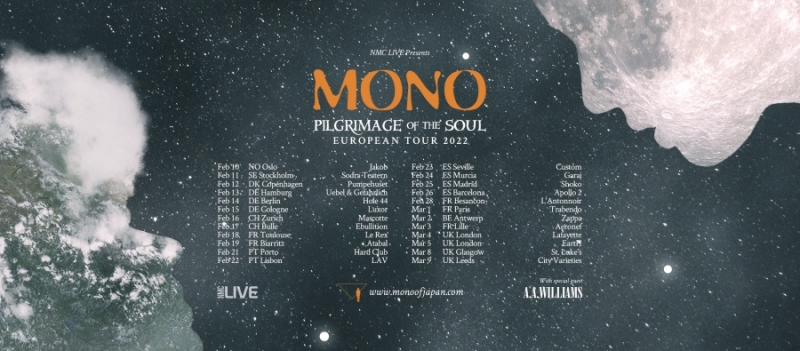 NMC LIVE Presents
MONO
PILGRIMAGE OF THE SOUL
EUROPEAN TOUR 2022
Feb 10 NO Oslo Jakob
Feb 11 SE Stockholm Sodra Teatern
Feb 12 DK Copenhagen Pumpehuset
Feb 13 DE Hamburg Uebel & Gefahrlich
Feb 14 DE Berlin Hole 44
Feb 15 DE Cologne Luxor
Feb 16 CH Zurich Mascotte
Feb 17 CH Bulle Ebullition
Feb 18 FR Toulouse Le Rex
Feb 19 FR Biarritz Atabal
Feb 21 PT Porto Hard Club
Feb 22 PT Lisbon LAV
Feb 23 ES Seville Custom
Feb 24 ES Murcia Garaj
Feb 25 ES Madrid Shoko
Feb 26 ES Barcelona Apollo 2
Feb 28 FR Besancon L'Antonnoir
Mar 1 FR Paris Trabendo
Mar 2 BE Antwerp Zappa
Mar 3 FR Lille Aeronef
Mar 4 UK London Lafayette
Mar 5 UK London Earth
Mar 8 UK Glasgow St. Luke's
Mar 9 UK Leeds City Varieties
NMC LIVE
www.monoofjapan.com
With special guest
A.A.WILLIAMS